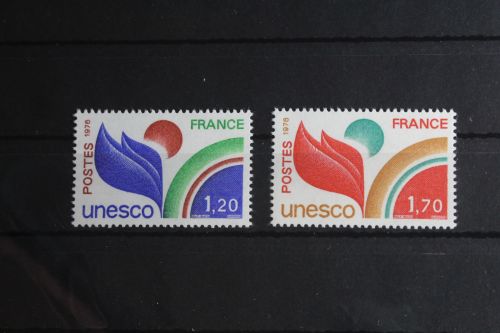 POSTES 1976
FRANCE
unesco
1,20
POSTES 1976
FRANCE
unesco
1,70